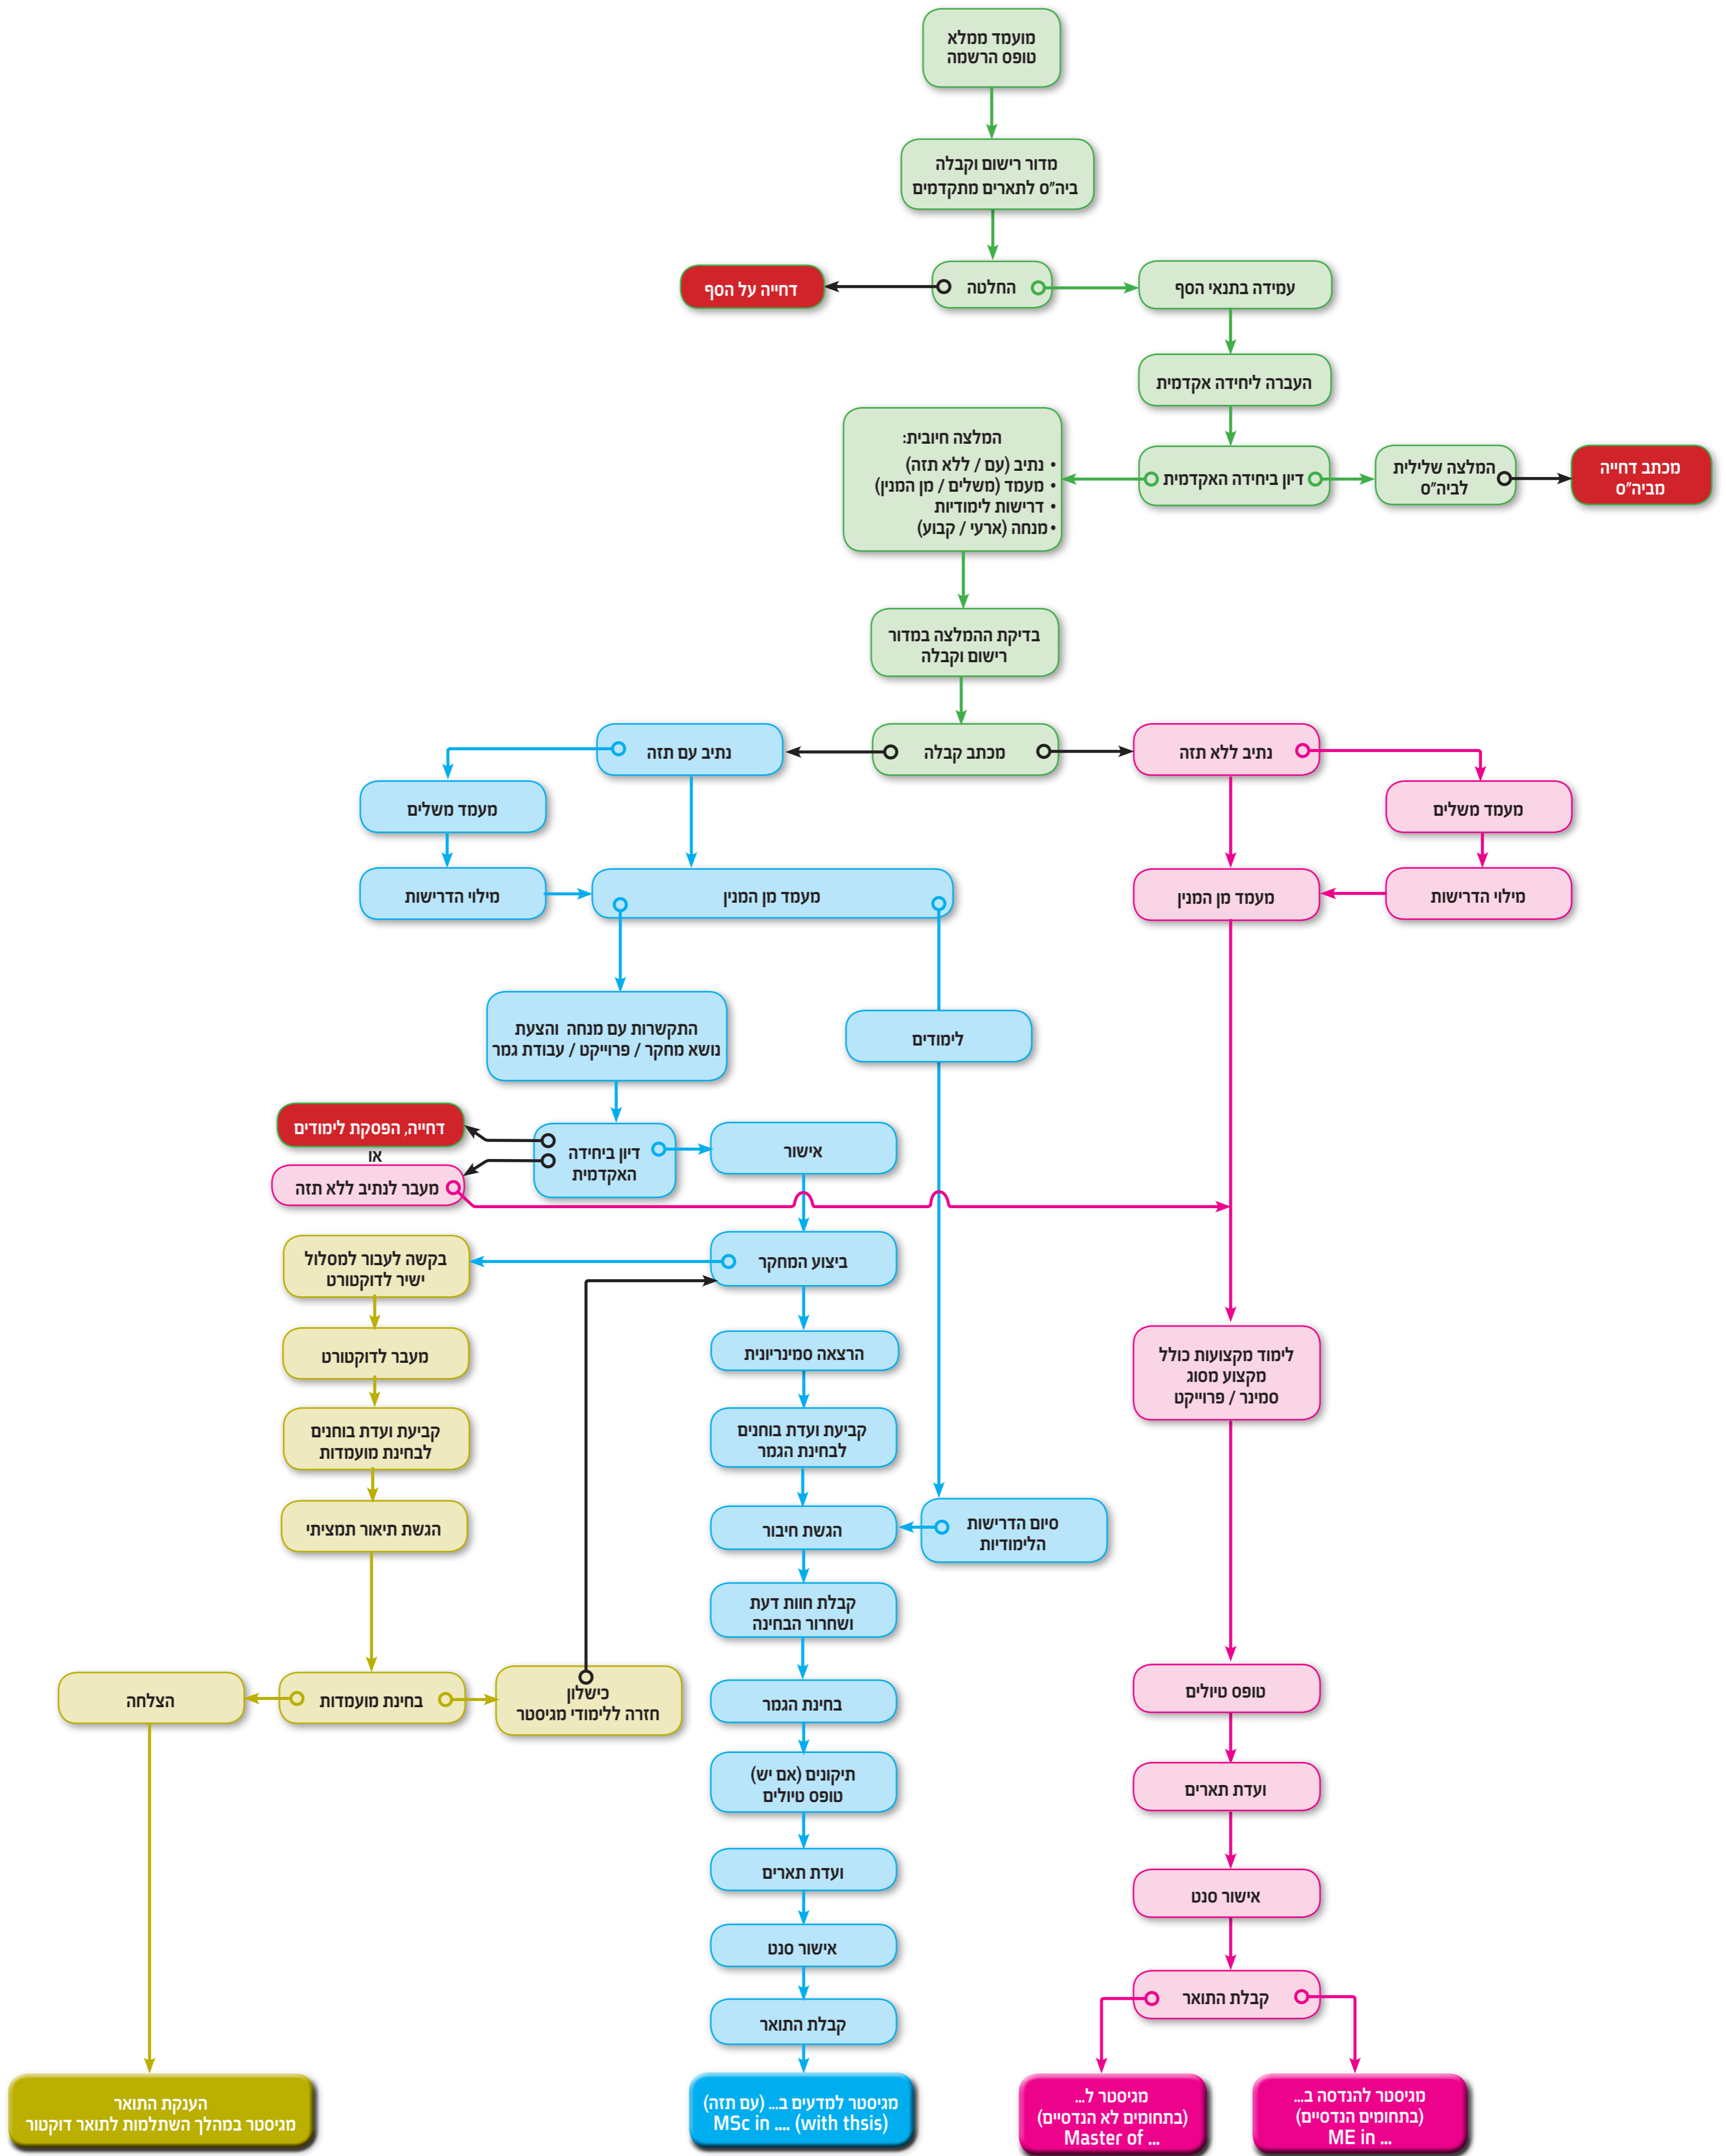 מועמד ממלא
טופס הרשמה
מדור רישום וקבלה
ביה"ס לתארים מתקדמים
עמידה בתנאי הסף
החלטה
דחייה על הסף
העברה ליחידה אקדמית
מכתב דחייה
מביה"ס
המלצה שלילית
לביה"ס
דיון ביחידה האקדמית
המלצה חיובית:
• נתיב (עם / ללא תזה)
• מעמד (משלים / מן המנין)
• דרישות לימודיות
• מנחה (ארעי / קבוע)
בדיקת ההמלצה במדור
רישום וקבלה
נתיב ללא תזה
מכתב קבלה
נתיב עם תזה
מעמד משלים
מעמד משלים
מילוי הדרישות
מעמד מן המנין
מעמד מן המנין
מילוי הדרישות
התקשרות עם מנחה והצעת
נושא מחקר / פרוייקט / עבודת גמר
לימודים
אישור
דיון ביחידה
האקדמית
דחייה, הפסקת לימודים
או
מעבר לנתיב ללא תזה
ביצוע המחקר
בקשה לעבור למסלול
ישיר לדוקטורט
לימוד מקצועות כולל
מקצוע מסוג
סמינר / פרוייקט
הרצאה סמינריונית
מעבר לדוקטורט
קביעת ועדת בוחנים
לבחינת הגמר
קביעת ועדת בוחנים
לבחינת מועמדות
סיום הדרישות
הלימודיות
הגשת חיבור
הגשת תיאור תמציתי
קבלת חוות דעת
ושחרור הבחינה
טופס טיולים
בחינת הגמר
כישלון
חזרה ללימודי מגיסטר
בחינת מועמדות
הצלחה
ועדת תארים
תיקונים (אם יש)
טופס טיולים
אישור סנט
ועדת תארים
אישור סנט
קבלת התואר
קבלת התואר
מגיסטר להנדסה ב...
(בתחומים הנדסיים)
ME in ...
מגיסטר ל...
(בתחומים לא הנדסיים)
Master of ...
מגיסטר למדעים ב... (עם תזה)
MSc in .... (with thsis)
הענקת התואר
מגיסטר במהלך השתלמות לתואר דוקטור